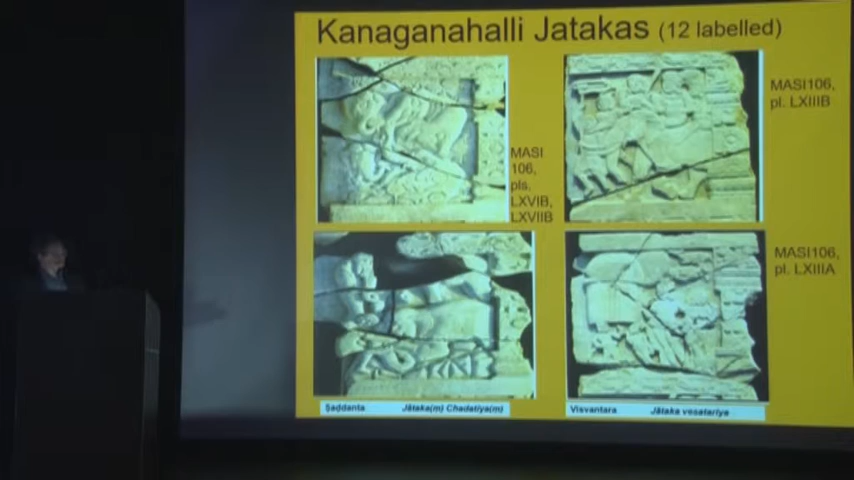 Kanaganahalli Jatakas (12 labelled)
MASI
106,
pls.
LXVIB,
LXVIIB
MASI106,
pl. LXIIIB
MASI106,
pl. LXIIIA
Ṣaḍdanta Jātaka(m) Chadatiya(m)
Visvantara Jātaka vesatariya